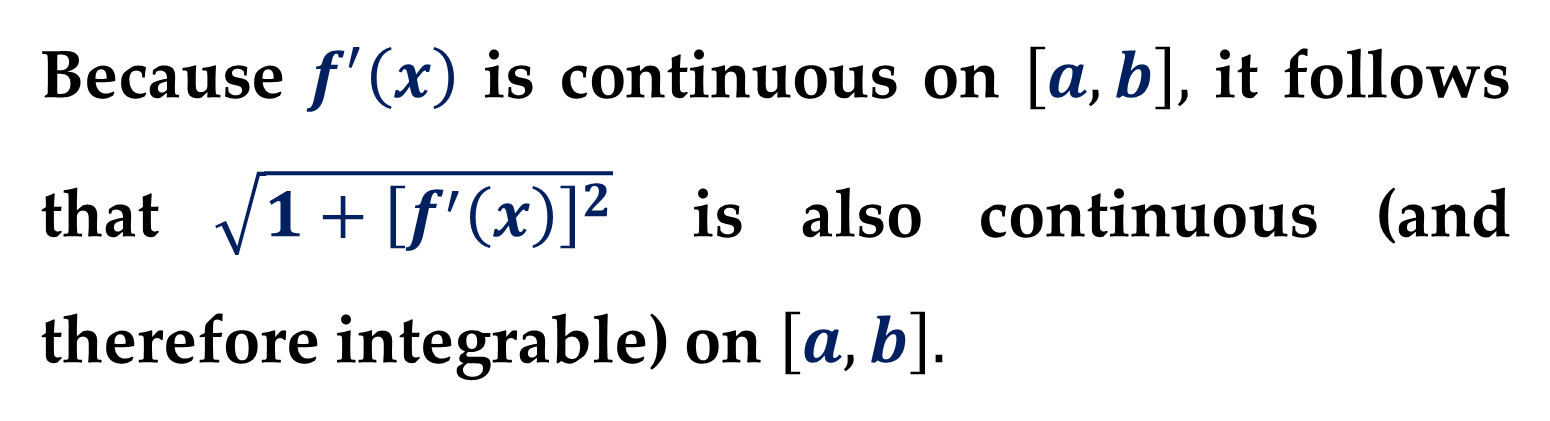 Because f′(x) is continuous on [a, b], it follows
that √(1 + [f′(x)]²) is also continuous (and
therefore integrable) on [a, b].